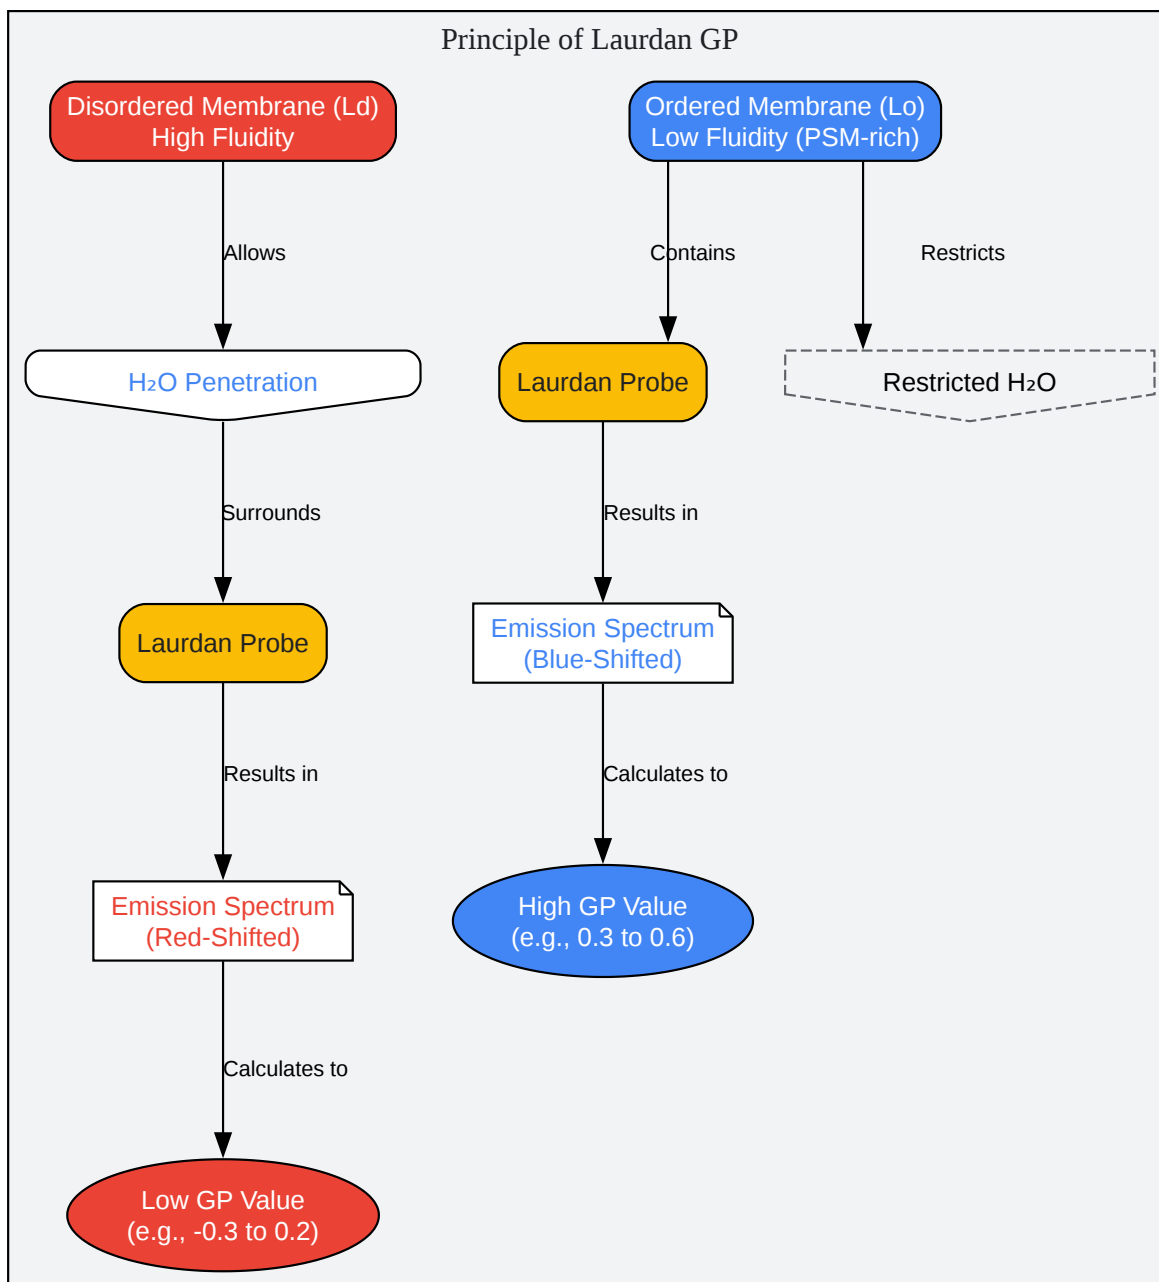 Principle of Laurdan GP
Disordered Membrane (Ld)
High Fluidity
Allows
H₂O Penetration
Surrounds
Laurdan Probe
Results in
Emission Spectrum
(Red-Shifted)
Calculates to
Low GP Value
(e.g., -0.3 to 0.2)
Ordered Membrane (Lo)
Low Fluidity (PSM-rich)
Contains
Restricts
Laurdan Probe
Restricted H₂O
Results in
Emission Spectrum
(Blue-Shifted)
Calculates to
High GP Value
(e.g., 0.3 to 0.6)